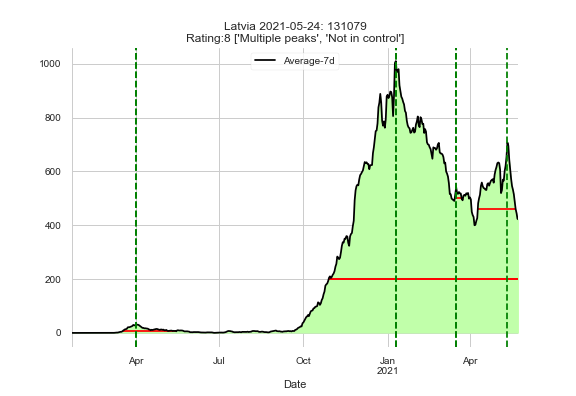 Latvia 2021-05-24: 131079
Rating:8 ['Multiple peaks', 'Not in control']
Average-7d
1000
800
600
400
200
0
Apr
Jul
Oct
Jan
2021
Apr
Date